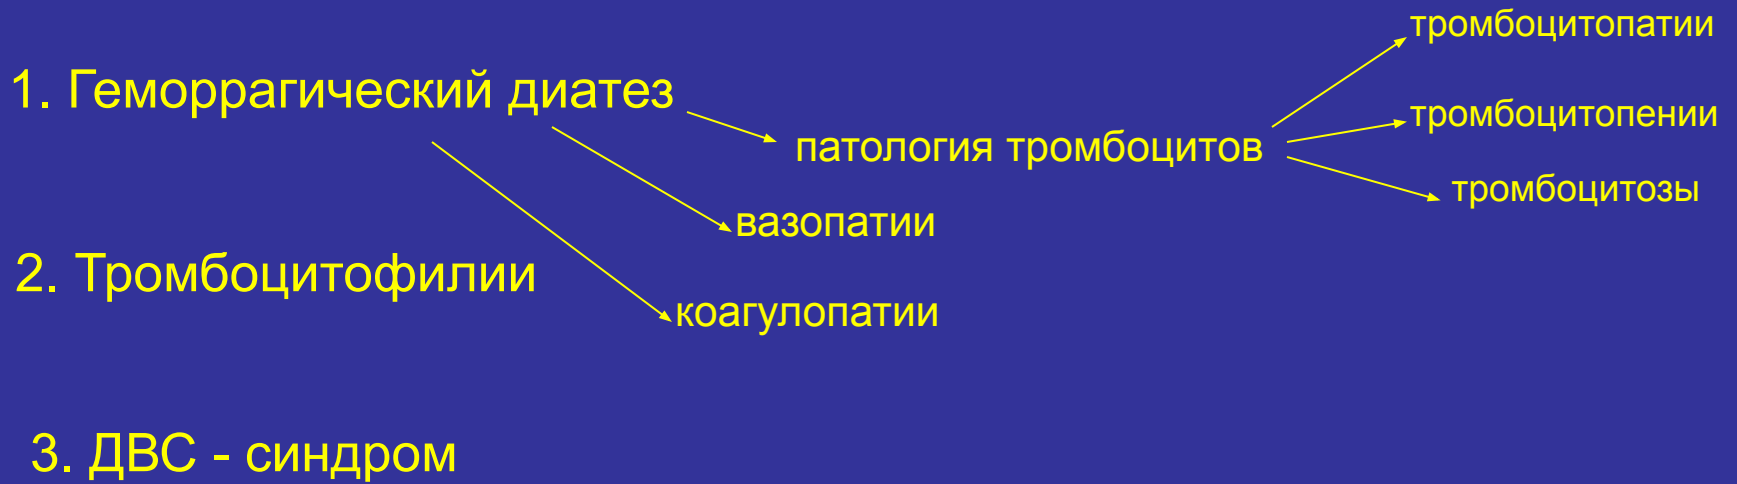 1. Геморрагический диатез
патология тромбоцитов
тромбоцитопатии
тромбоцитопении
тромбоцитозы
вазопатии
коагулопатии
2. Тромбоцитофилии
3. ДВС - синдром